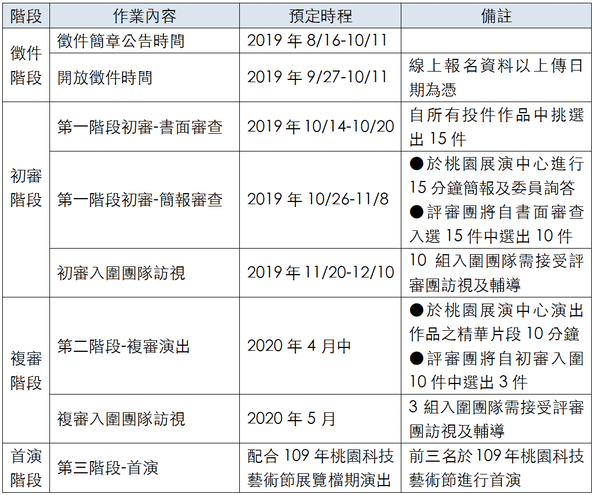 階段 作業內容 預定時程 備註
徵件階段 徵件簡章公告時間 2019 年 8/16-10/11
開放徵件時間 2019 年 9/27-10/11 線上報名資料以上傳日
期為憑
初審階段 第一階段初審-書面審查 2019 年 10/14-10/20 自所有投件作品中挑選
出 15 件
第一階段初審-簡報審查 2019 年 10/26-11/8 ●於桃園展演中心進行
15 分鐘簡報及委員詢答
●評審團將自書面審查
入選 15 件中選出 10 件
初審入圍團隊訪視 2019 年 11/20-12/10 10 組入圍團隊需接受評
審團訪視及輔導
複審階段 第二階段-複審演出 2020 年 4 月中 ●於桃園展演中心演出
作品之精華片段 10 分鐘
●評審團將自初審入圍
10 件中選出 3 件
複審入圍團隊訪視 2020 年 5 月 3 組入圍團隊需接受評審
團訪視及輔導
首演階段 第三階段-首演 配合 109 年桃園科技
藝術節展覽檔期演出 前三名於 109 年桃園科技
藝術節進行首演